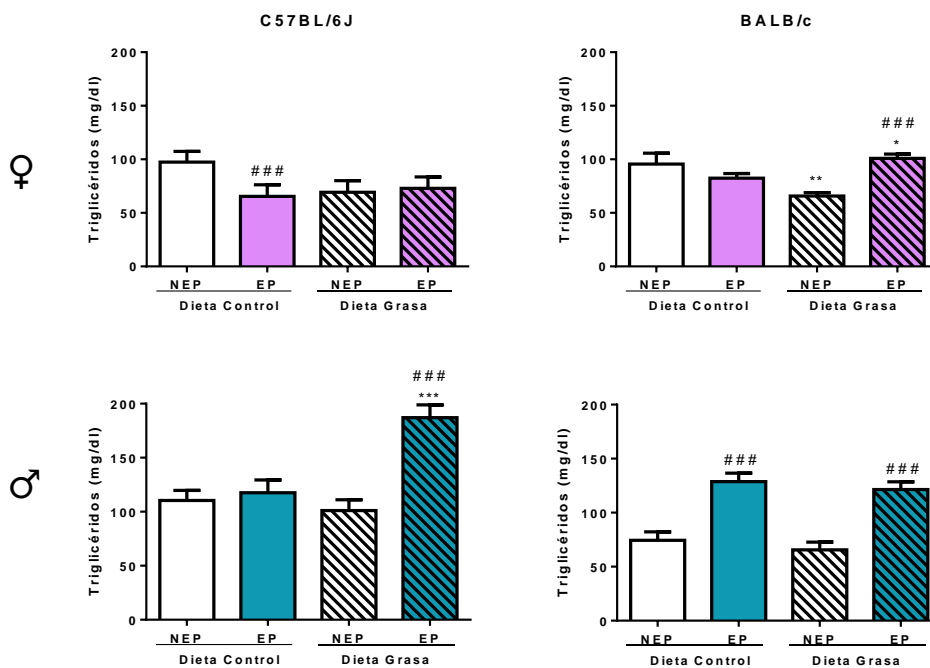 C57BL/6J
BALB/c
♀
Triglicéridos (mg/dl)
200
150
100
50
0
###
NEP EP NEP EP
Dieta Control Dieta Grasa
Triglicéridos (mg/dl)
200
150
100
50
0
**
###
*
NEP EP NEP EP
Dieta Control Dieta Grasa
♂
Triglicéridos (mg/dl)
200
150
100
50
0
###
***
NEP EP NEP EP
Dieta Control Dieta Grasa
Triglicéridos (mg/dl)
200
150
100
50
0
###
###
NEP EP NEP EP
Dieta Control Dieta Grasa